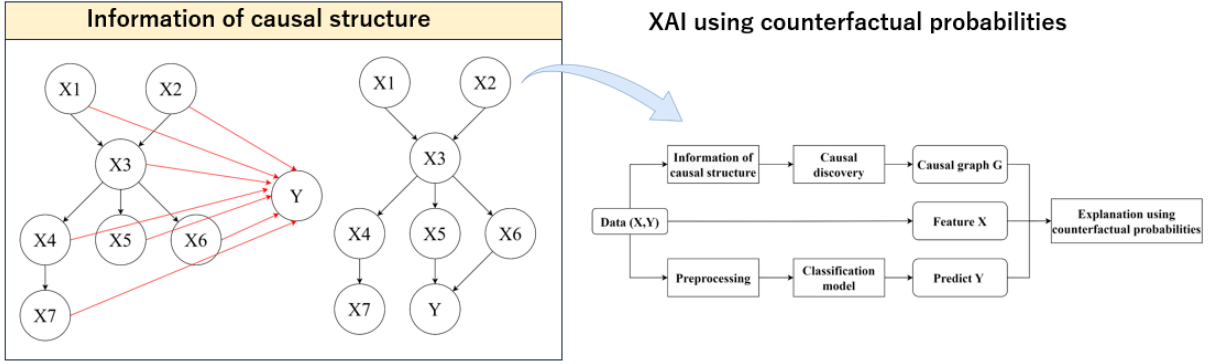 Information of causal structure
XAI using counterfactual probabilities
X1
X2
X3
Y
X4
X5
X6
X7
X1
X2
X3
X4
X5
X6
X7
Y
Information of
causal structure
Causal
discovery
Causal graph G
Data (X,Y)
Feature X
Explanation using
counterfactual probabilities
Preprocessing
Classification
model
Predict Y